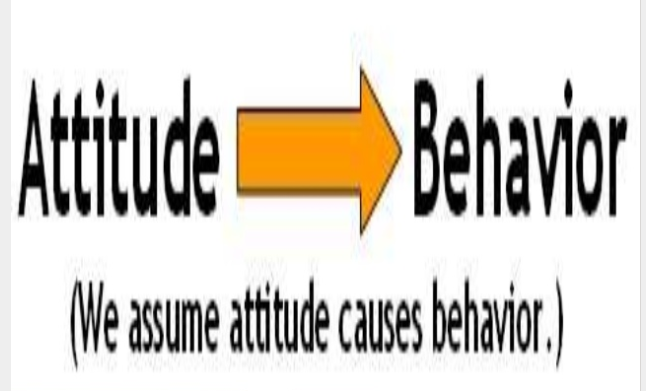 Attitude Behavior
(We assume attitude causes behavior.)